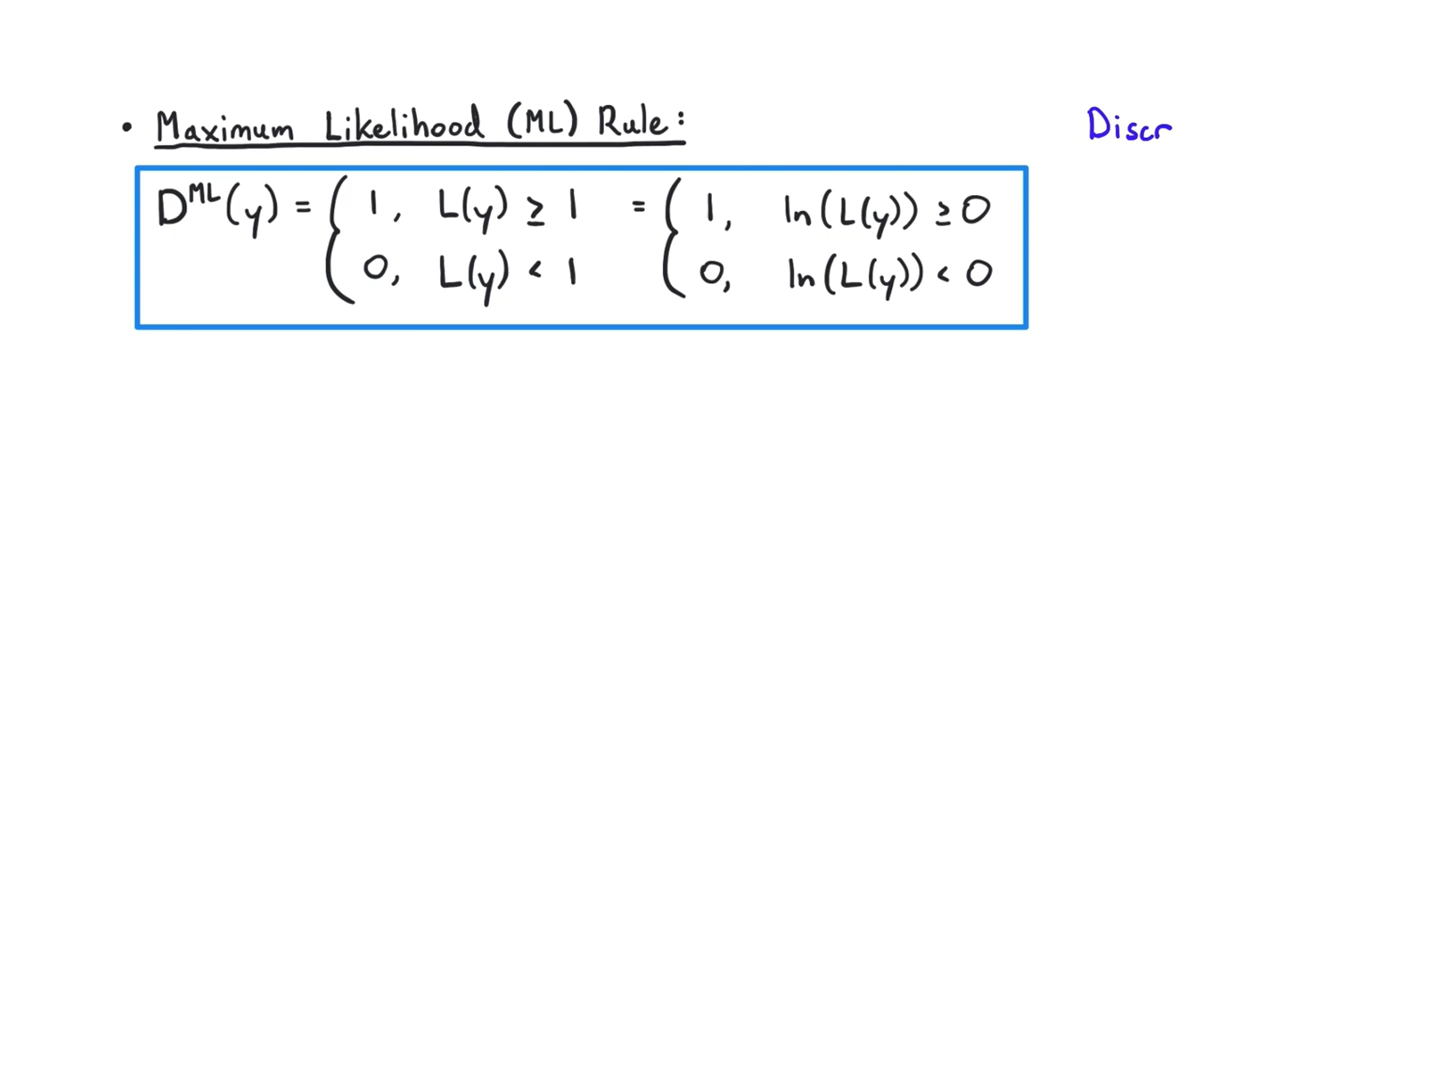 • Maximum Likelihood (ML) Rule: Discr
D^ML(y) = { 1, L(y) ≥ 1 = { 1, ln(L(y)) ≥ 0
0, L(y) < 1 0, ln(L(y)) < 0